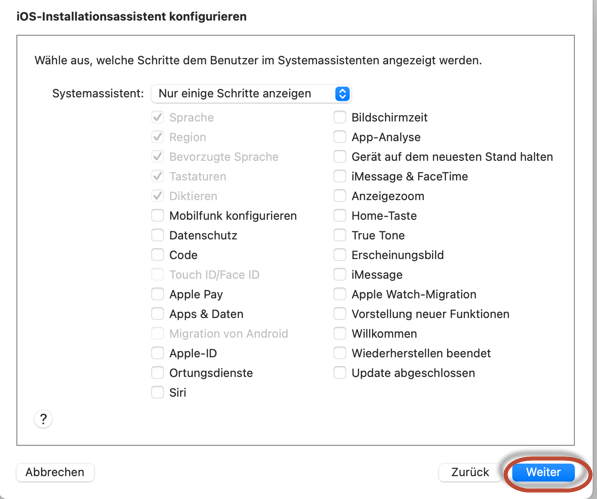 iOS-Installationsassistent konfigurieren
Wähle aus, welche Schritte dem Benutzer im Systemassistenten angezeigt werden.
Systemassistent: Nur einige Schritte anzeigen
Sprache
Region
Bevorzugte Sprache
Tastaturen
Diktieren
Mobilfunk konfigurieren
Datenschutz
Code
Touch ID/Face ID
Apple Pay
Apps & Daten
Migration von Android
Apple-ID
Ortungsdienste
Siri
Bildschirmzeit
App-Analyse
Gerät auf dem neuesten Stand halten
iMessage & FaceTime
Anzeigezoom
Home-Taste
True Tone
Erscheinungsbild
iMessage
Apple Watch-Migration
Vorstellung neuer Funktionen
Willkommen
Wiederherstellen beendet
Update abgeschlossen
?
Abbrechen
Zurück
Weiter